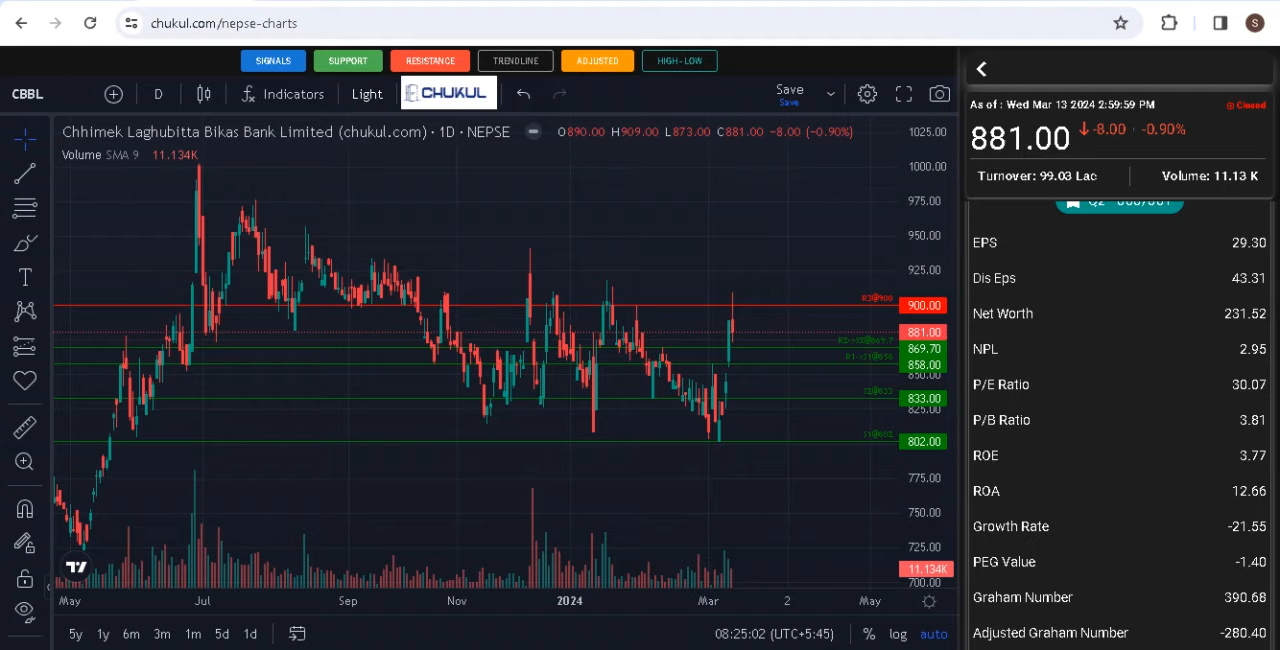 chukul.com/nepse-charts
S
SIGNALS SUPPORT RESISTANCE TRENDLINE ADJUSTED HIGH-LOW
CBBL D Indicators Light CHUKUL Save
Save
Chhimek Laghubitta Bikas Bank Limited (chukul.com) · 1D · NEPSE O890.00 H909.00 L873.00 C881.00 -8.00 (-0.90%)
Volume SMA 9 11.134K
1025.00
1000.00
975.00
950.00
925.00
R3@900 900.00
881.00
869.70
858.00
850.00
S2@833 833.00
825.00
S1@802 802.00
775.00
750.00
725.00
11.134K
700.00
May Jul Sep Nov 2024 Mar 2 May
5y 1y 6m 3m 1m 5d 1d 08:25:02 (UTC+5:45) % log auto
As of : Wed Mar 13 2024 2:59:59 PM Closed
881.00 -8.00 · -0.90%
Turnover: 99.03 Lac Volume: 11.13 K
EPS 29.30
Dis Eps 43.31
Net Worth 231.52
NPL 2.95
P/E Ratio 30.07
P/B Ratio 3.81
ROE 3.77
ROA 12.66
Growth Rate -21.55
PEG Value -1.40
Graham Number 390.68
Adjusted Graham Number -280.40